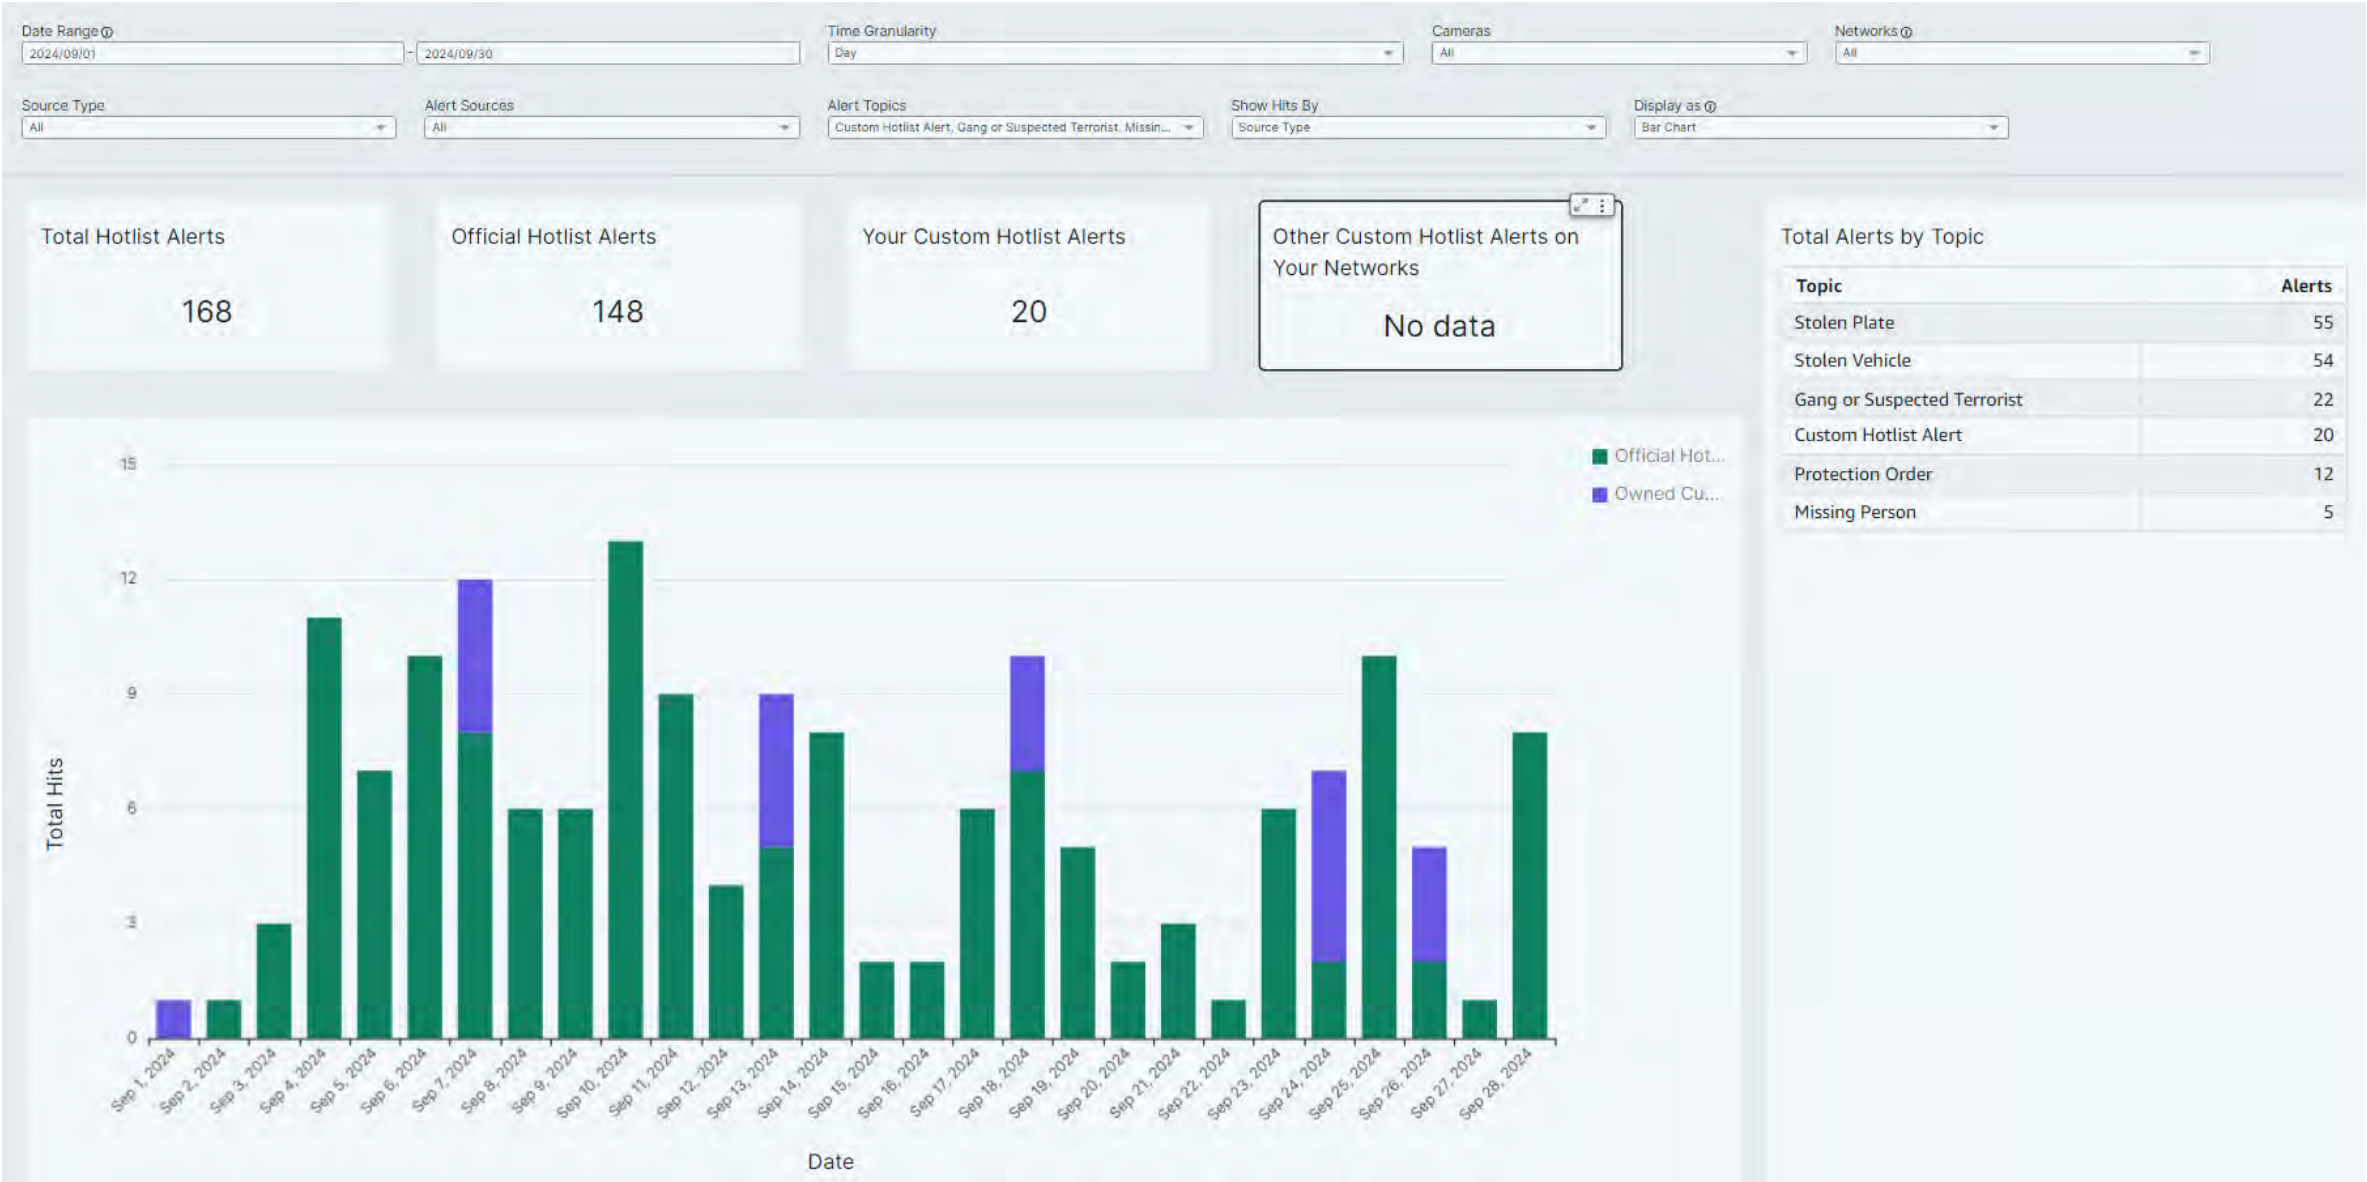 Date Range
2024/09/01 - 2024/09/30
Time Granularity
Day
Cameras
All
Networks
All
Source Type
All
Alert Sources
All
Alert Topics
Custom Hotlist Alert, Gang or Suspected Terrorist, Missin...
Show Hits By
Source Type
Display as
Bar Chart
Total Hotlist Alerts
168
Official Hotlist Alerts
148
Your Custom Hotlist Alerts
20
Other Custom Hotlist Alerts on
Your Networks
No data
Total Alerts by Topic
Topic Alerts
Stolen Plate 55
Stolen Vehicle 54
Gang or Suspected Terrorist 22
Custom Hotlist Alert 20
Protection Order 12
Missing Person 5
Official Hot...
Owned Cu...
Total Hits
15
12
9
6
3
0
Sep 1, 2024
Sep 2, 2024
Sep 3, 2024
Sep 4, 2024
Sep 5, 2024
Sep 6, 2024
Sep 7, 2024
Sep 8, 2024
Sep 9, 2024
Sep 10, 2024
Sep 11, 2024
Sep 12, 2024
Sep 13, 2024
Sep 14, 2024
Sep 15, 2024
Sep 16, 2024
Sep 17, 2024
Sep 18, 2024
Sep 19, 2024
Sep 20, 2024
Sep 21, 2024
Sep 22, 2024
Sep 23, 2024
Sep 24, 2024
Sep 25, 2024
Sep 26, 2024
Sep 27, 2024
Sep 28, 2024
Date